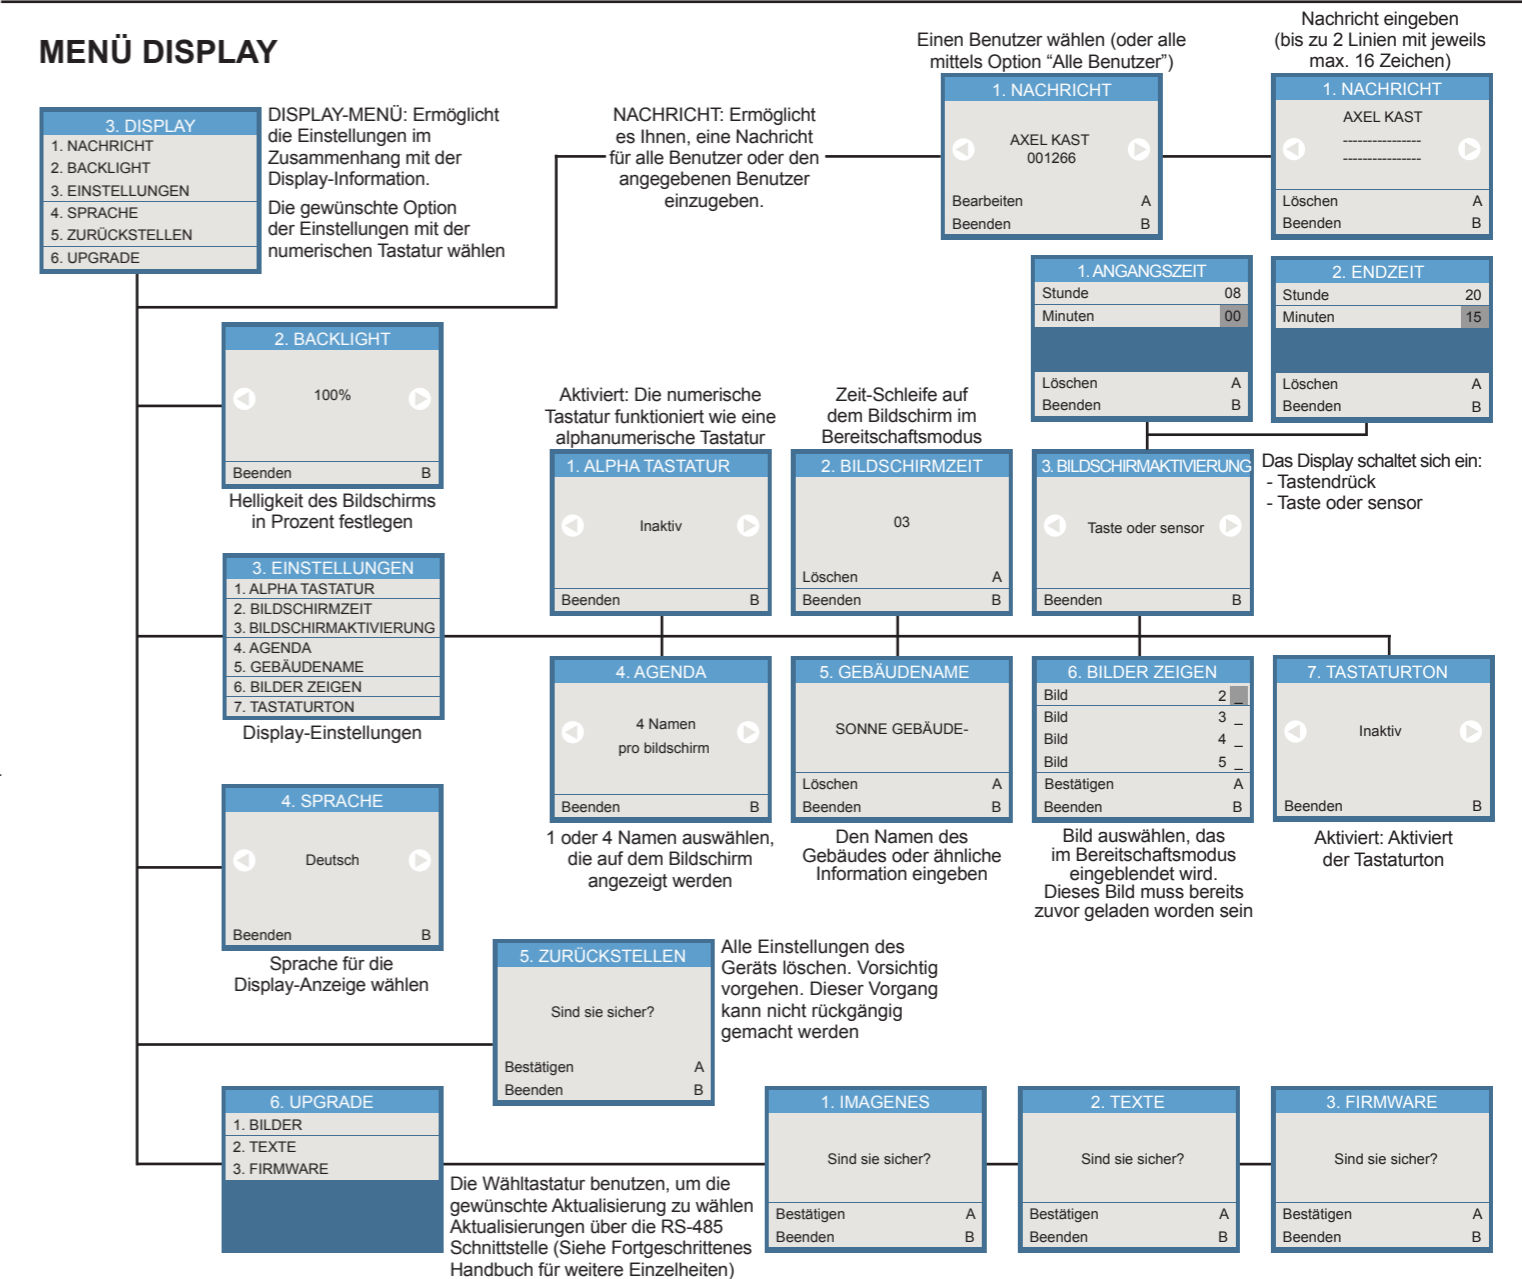 MENÜ DISPLAY
3. DISPLAY
1. NACHRICHT
2. BACKLIGHT
3. EINSTELLUNGEN
4. SPRACHE
5. ZURÜCKSTELLEN
6. UPGRADE
DISPLAY-MENÜ: Ermöglicht
die Einstellungen im
Zusammenhang mit der
Display-Information.
Die gewünschte Option
der Einstellungen mit der
numerischen Tastatur wählen
NACHRICHT: Ermöglicht
es Ihnen, eine Nachricht
für alle Benutzer oder den
angegebenen Benutzer
einzugeben.
Einen Benutzer wählen (oder alle
mittels Option “Alle Benutzer”)
1. NACHRICHT
AXEL KAST
001266
Bearbeiten A
Beenden B
Nachricht eingeben
(bis zu 2 Linien mit jeweils
max. 16 Zeichen)
1. NACHRICHT
AXEL KAST
----------------
----------------
Löschen A
Beenden B
1. ANGANGSZEIT
Stunde 08
Minuten 00
Löschen A
Beenden B
2. ENDZEIT
Stunde 20
Minuten 15
Löschen A
Beenden B
2. BACKLIGHT
100%
Beenden B
Helligkeit des Bildschirms
in Prozent festlegen
Aktiviert: Die numerische
Tastatur funktioniert wie eine
alphanumerische Tastatur
1. ALPHA TASTATUR
Inaktiv
Beenden B
Zeit-Schleife auf
dem Bildschirm im
Bereitschaftsmodus
2. BILDSCHIRMZEIT
03
Löschen A
Beenden B
3. BILDSCHIRMAKTIVIERUNG
Taste oder sensor
Beenden B
Das Display schaltet sich ein:
- Tastendrück
- Taste oder sensor
3. EINSTELLUNGEN
1. ALPHA TASTATUR
2. BILDSCHIRMZEIT
3. BILDSCHIRMAKTIVIERUNG
4. AGENDA
5. GEBÄUDENAME
6. BILDER ZEIGEN
7. TASTATURTON
Display-Einstellungen
4. AGENDA
4 Namen
pro bildschirm
Beenden B
1 oder 4 Namen auswählen,
die auf dem Bildschirm
angezeigt werden
5. GEBÄUDENAME
SONNE GEBÄUDE-
Löschen A
Beenden B
Den Namen des
Gebäudes oder ähnliche
Information eingeben
6. BILDER ZEIGEN
Bild 2 _
Bild 3 _
Bild 4 _
Bild 5 _
Bestätigen A
Beenden B
Bild auswählen, das
im Bereitschaftsmodus
eingeblendet wird.
Dieses Bild muss bereits
zuvor geladen worden sein
7. TASTATURTON
Inaktiv
Beenden B
Aktiviert: Aktiviert
der Tastaturton
4. SPRACHE
Deutsch
Beenden B
Sprache für die
Display-Anzeige wählen
5. ZURÜCKSTELLEN
Sind sie sicher?
Bestätigen A
Beenden B
Alle Einstellungen des
Geräts löschen. Vorsichtig
vorgehen. Dieser Vorgang
kann nicht rückgängig
gemacht werden
6. UPGRADE
1. BILDER
2. TEXTE
3. FIRMWARE
Die Wähltastatur benutzen, um die
gewünschte Aktualisierung zu wählen
Aktualisierungen über die RS-485
Schnittstelle (Siehe Fortgeschrittenes
Handbuch für weitere Einzelheiten)
1. IMAGENES
Sind sie sicher?
Bestätigen A
Beenden B
2. TEXTE
Sind sie sicher?
Bestätigen A
Beenden B
3. FIRMWARE
Sind sie sicher?
Bestätigen A
Beenden B